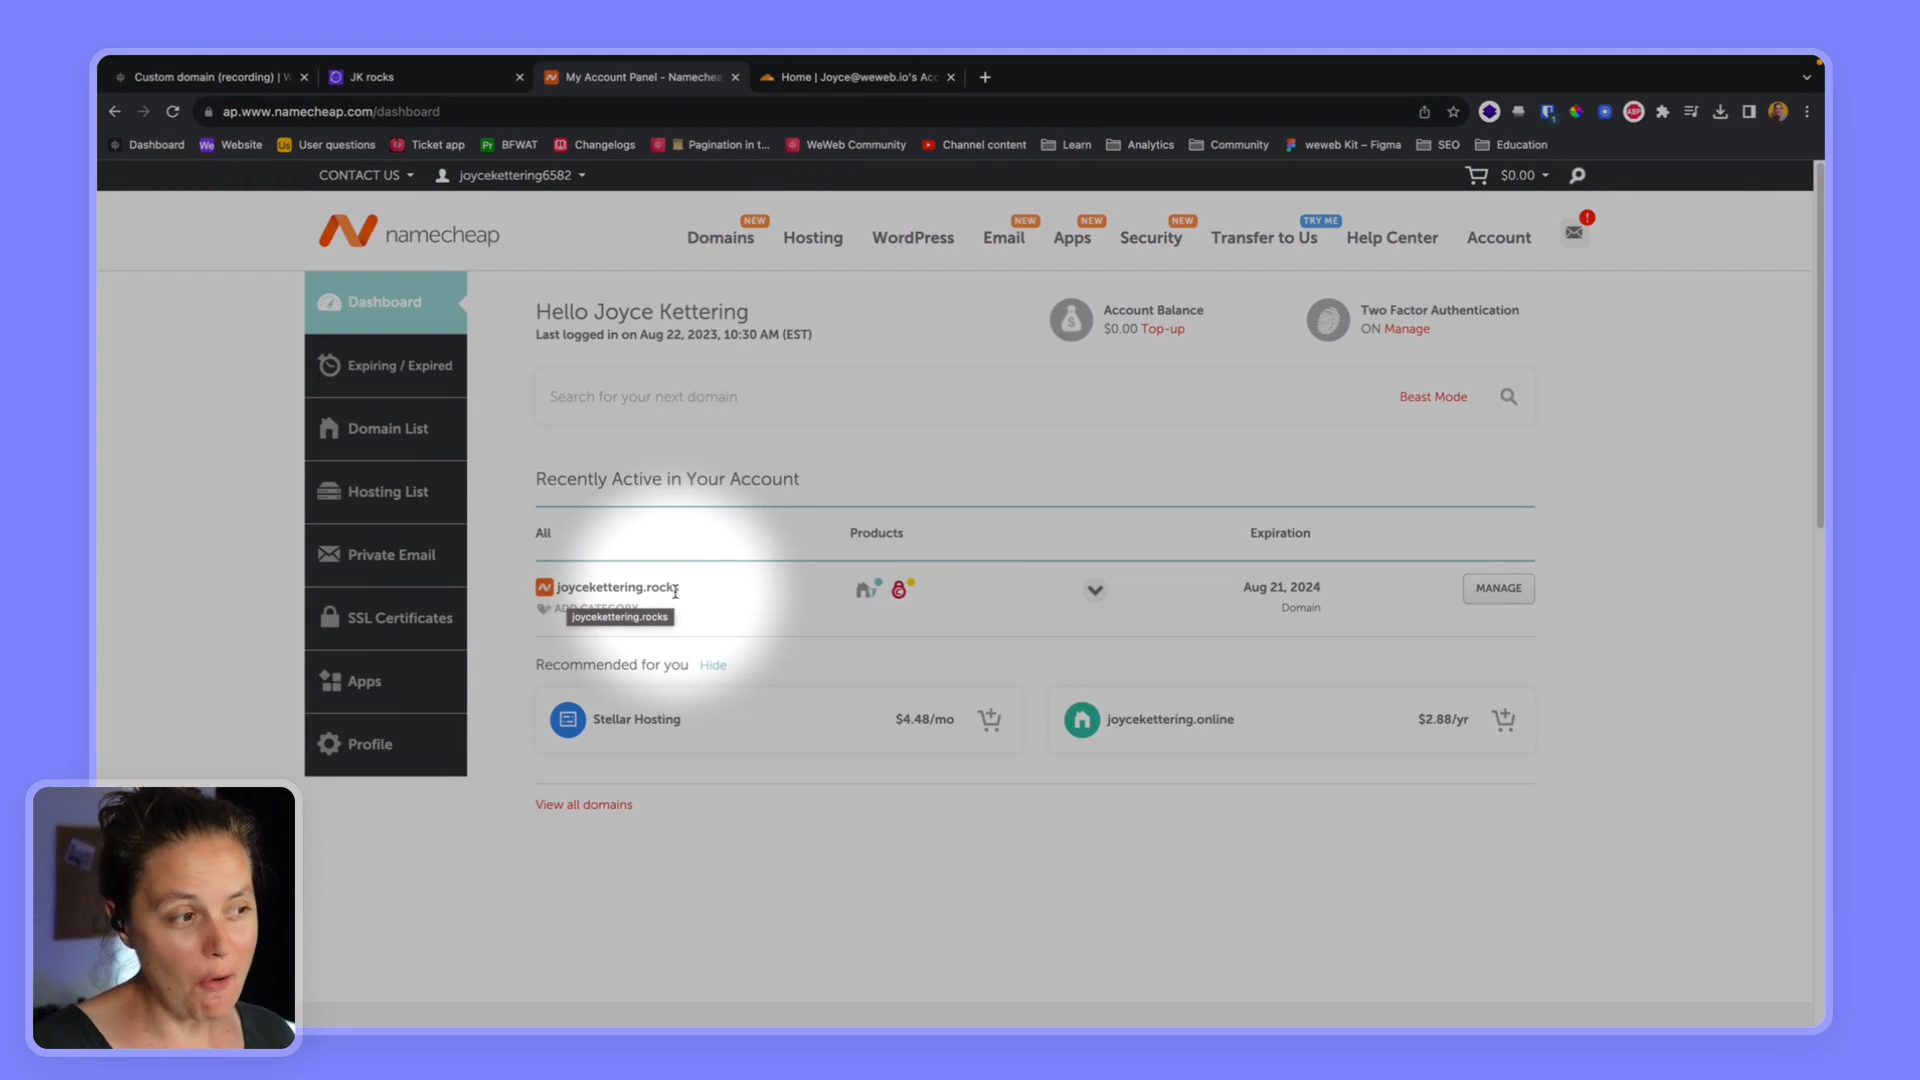 Custom domain (recording) | W
JK rocks
My Account Panel - Namechea
Home | Joyce@weweb.io's Acc
ap.www.namecheap.com/dashboard
Dashboard
We Website
Us User questions
Ticket app
Pr BFWAT
Changelogs
Pagination in t...
WeWeb Community
Channel content
Learn
Analytics
Community
weweb Kit – Figma
SEO
Education
CONTACT US
joycekettering6582
$0.00
namecheap
NEW
Domains
Hosting
WordPress
NEW
Email
NEW
Apps
NEW
Security
TRY ME
Transfer to Us
Help Center
Account
!
Dashboard
Expiring / Expired
Domain List
Hosting List
Private Email
SSL Certificates
Apps
Profile
Hello Joyce Kettering
Last logged in on Aug 22, 2023, 10:30 AM (EST)
Account Balance
$0.00 Top-up
Two Factor Authentication
ON Manage
Search for your next domain
Beast Mode
Recently Active in Your Account
All
Products
Expiration
joycekettering.rocks
ADD CATEGORY
joycekettering.rocks
Aug 21, 2024
Domain
MANAGE
Recommended for you
Hide
Stellar Hosting
$4.48/mo
joycekettering.online
$2.88/yr
View all domains